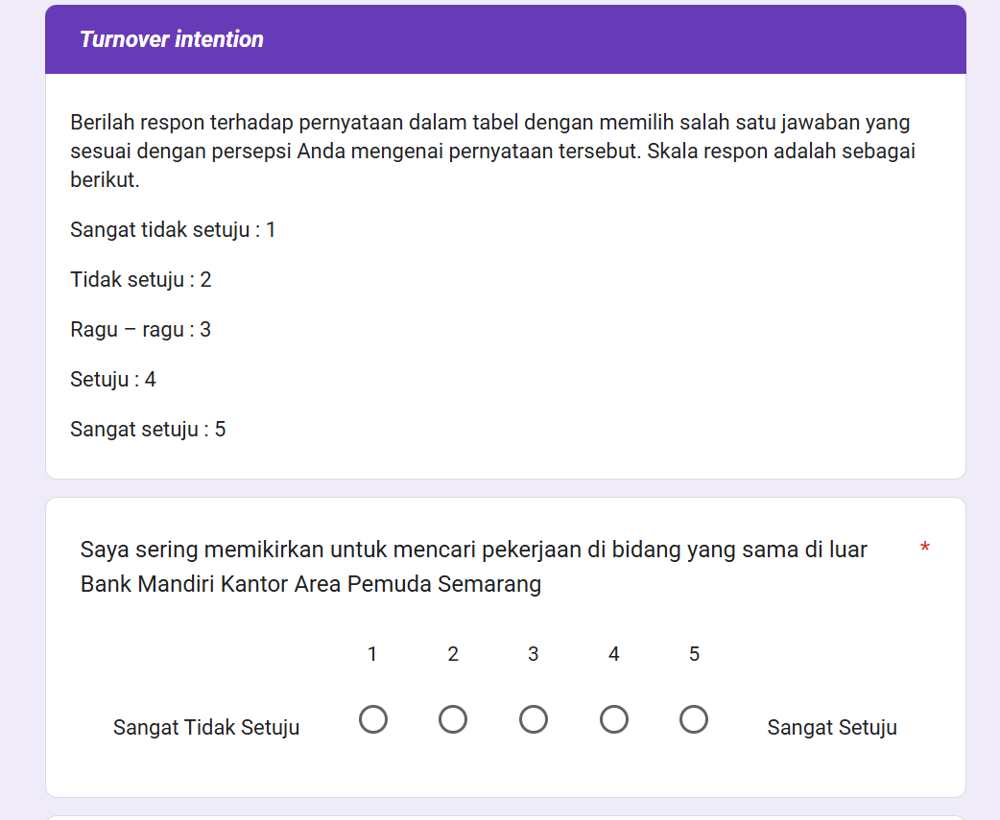 Turnover intention
Berilah respon terhadap pernyataan dalam tabel dengan memilih salah satu jawaban yang
sesuai dengan persepsi Anda mengenai pernyataan tersebut. Skala respon adalah sebagai
berikut.
Sangat tidak setuju : 1
Tidak setuju : 2
Ragu – ragu : 3
Setuju : 4
Sangat setuju : 5
Saya sering memikirkan untuk mencari pekerjaan di bidang yang sama di luar *
Bank Mandiri Kantor Area Pemuda Semarang
1 2 3 4 5
Sangat Tidak Setuju Sangat Setuju